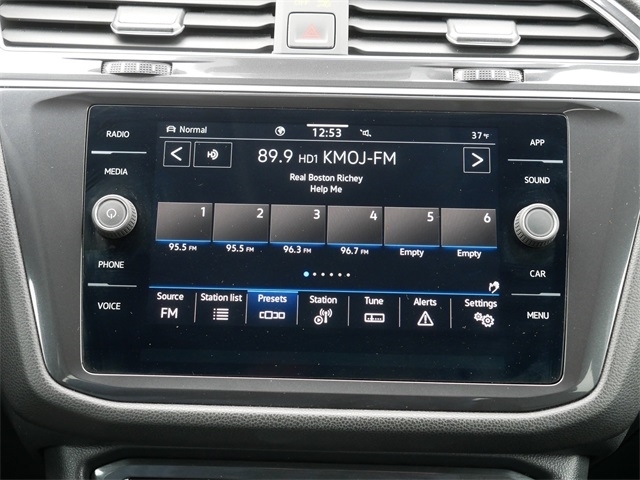 RADIO
MEDIA
PHONE
VOICE
Normal 12:53 37 °F
89.9 HD1 KMOJ-FM
Real Boston Richey
Help Me
1 2 3 4 5 6
95.5 FM 95.5 FM 96.3 FM 96.7 FM Empty Empty
Source Station list Presets Station Tune Alerts Settings
FM
APP
SOUND
CAR
MENU